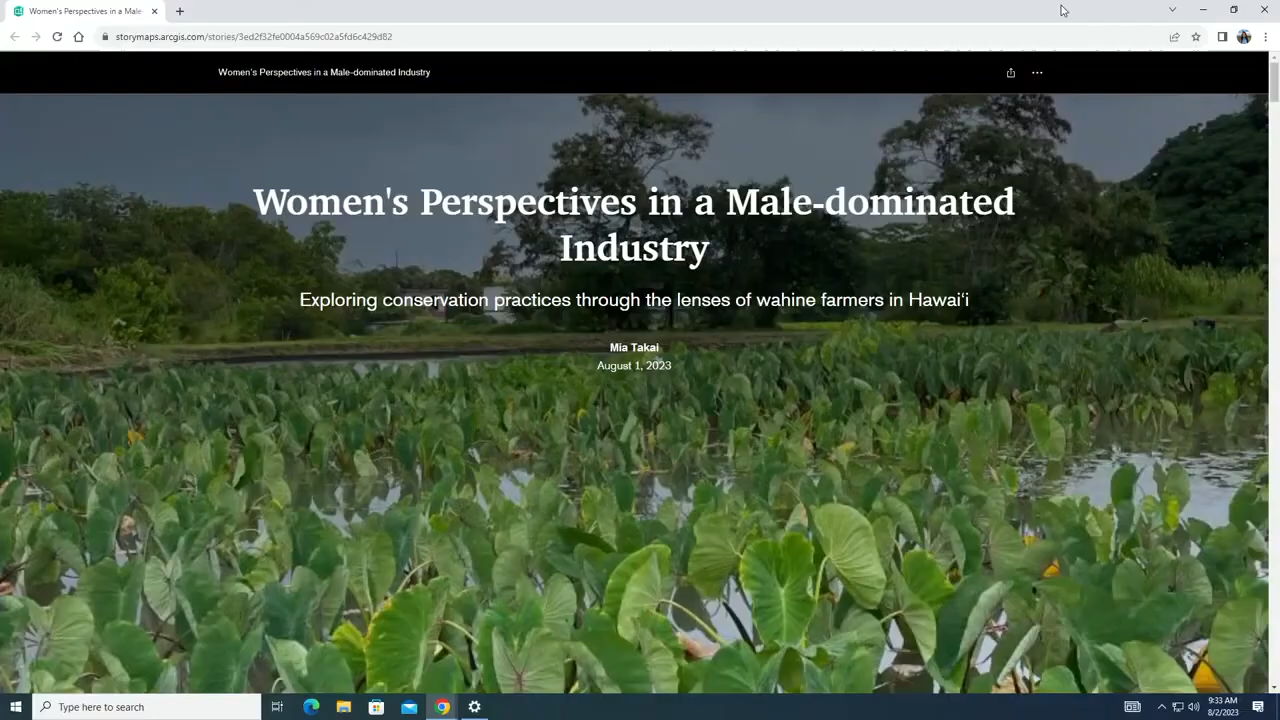 Women's Perspectives in a Male-
storymaps.arcgis.com/stories/3ed2f32fe0004a569c02a5fd6c429d82
Women's Perspectives in a Male-dominated Industry
Women's Perspectives in a Male-dominated
Industry
Exploring conservation practices through the lenses of wahine farmers in Hawaiʻi
Mia Takai
August 1, 2023
Type here to search
9:33 AM
8/2/2023